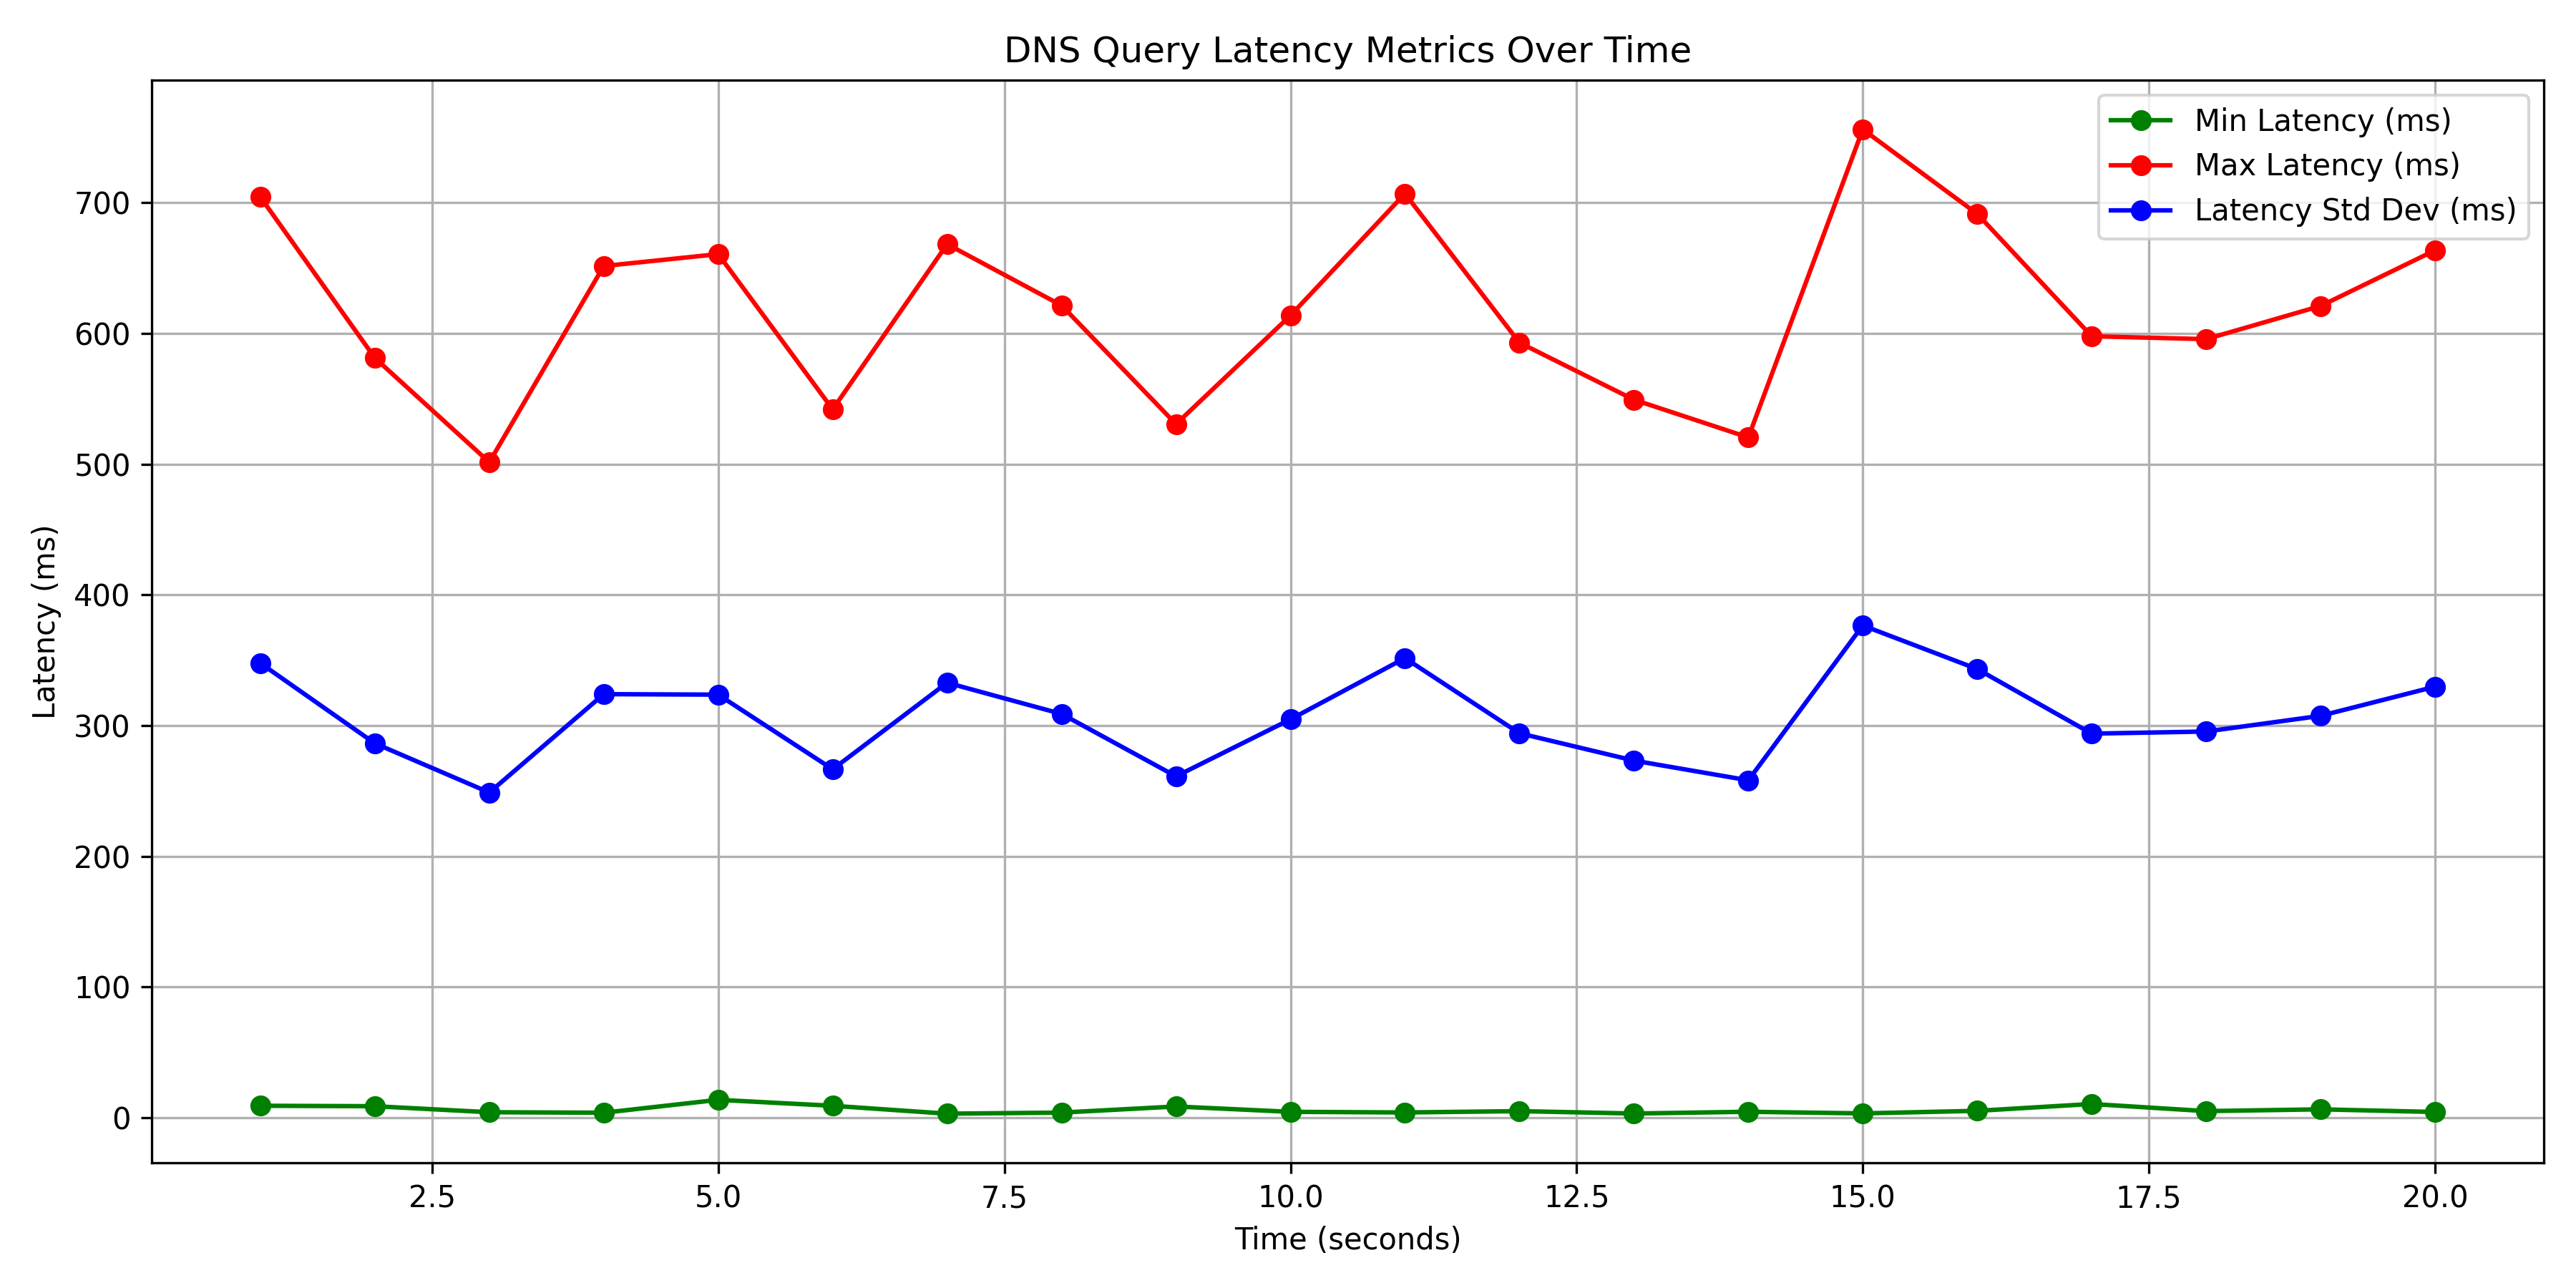 DNS Query Latency Metrics Over Time
Min Latency (ms)
Max Latency (ms)
Latency Std Dev (ms)
Latency (ms)
700
600
500
400
300
200
100
0
2.5 5.0 7.5 10.0 12.5 15.0 17.5 20.0
Time (seconds)